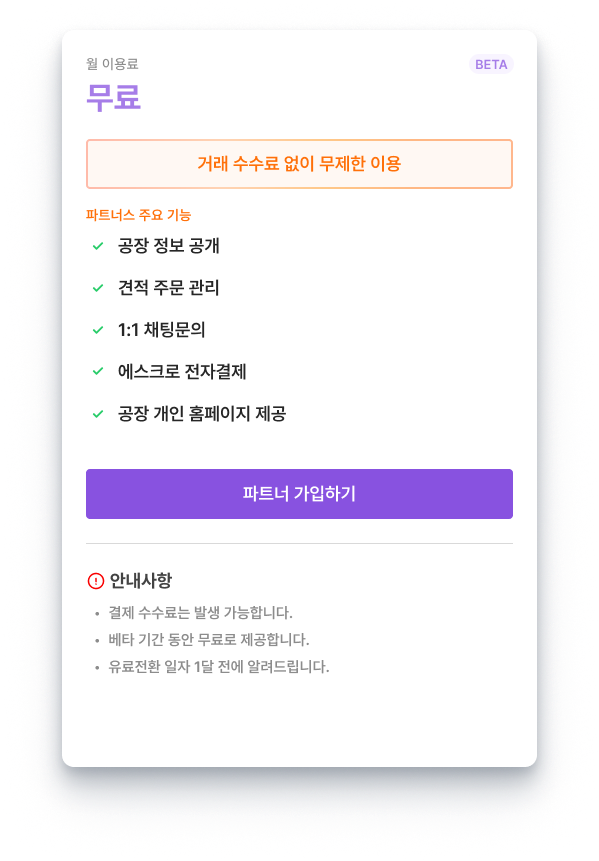 월 이용료
BETA
무료
거래 수수료 없이 무제한 이용
파트너스 주요 기능
공장 정보 공개
견적 주문 관리
1:1 채팅문의
에스크로 전자결제
공장 개인 홈페이지 제공
파트너 가입하기
안내사항
• 결제 수수료는 발생 가능합니다.
• 베타 기간 동안 무료로 제공합니다.
• 유료전환 일자 1달 전에 알려드립니다.